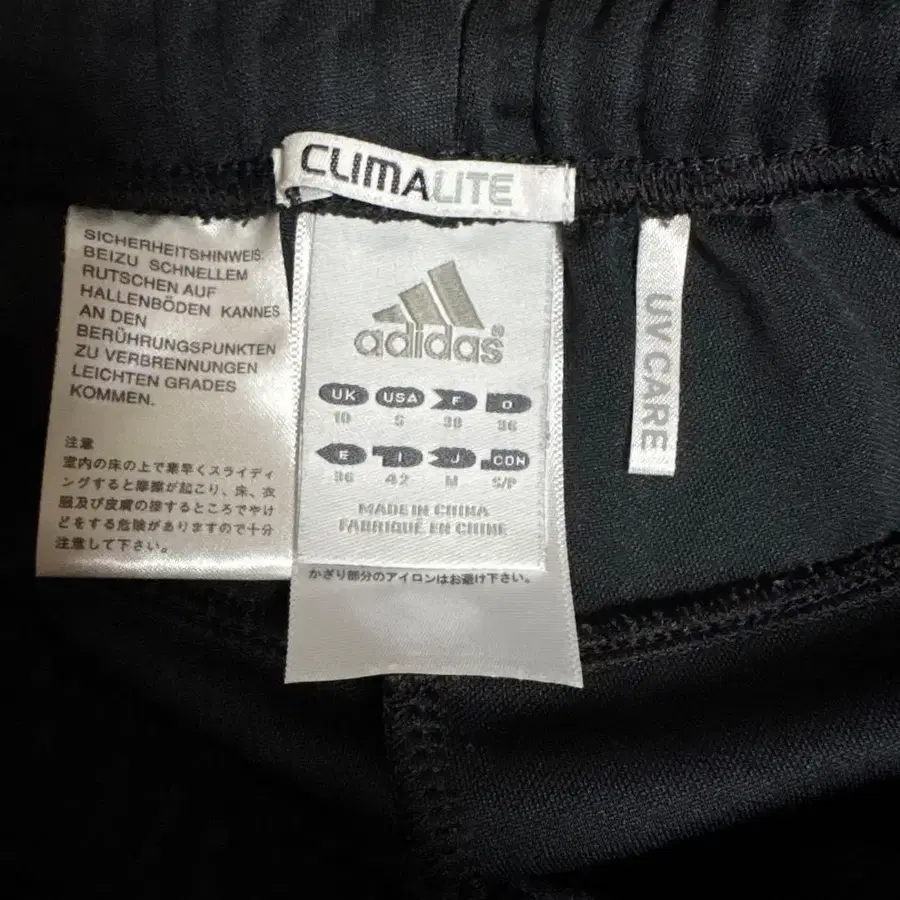 CLIMALITE
SICHERHEITSHINWEIS:
BEIZU SCHNELLEM
RUTSCHEN AUF
HALLENBÖDEN KANNES
AN DEN
BERÜHRUNGSPUNKTEN
ZU VERBRENNUNGEN
LEICHTEN GRADES
KOMMEN.
注意
室内の床の上で素早くスライディ
ングすると摩擦が起こり、床、衣
服及び皮膚の接するところでやけ
どをする危険がありますので十分
注意して下さい。
adidas®
UK USA F D
10 S 38 36
E I J CDN
36 42 M S/P
MADE IN CHINA
FABRIQUÉ EN CHINE
かざり部分のアイロンはお避け下さい。
UV CARE